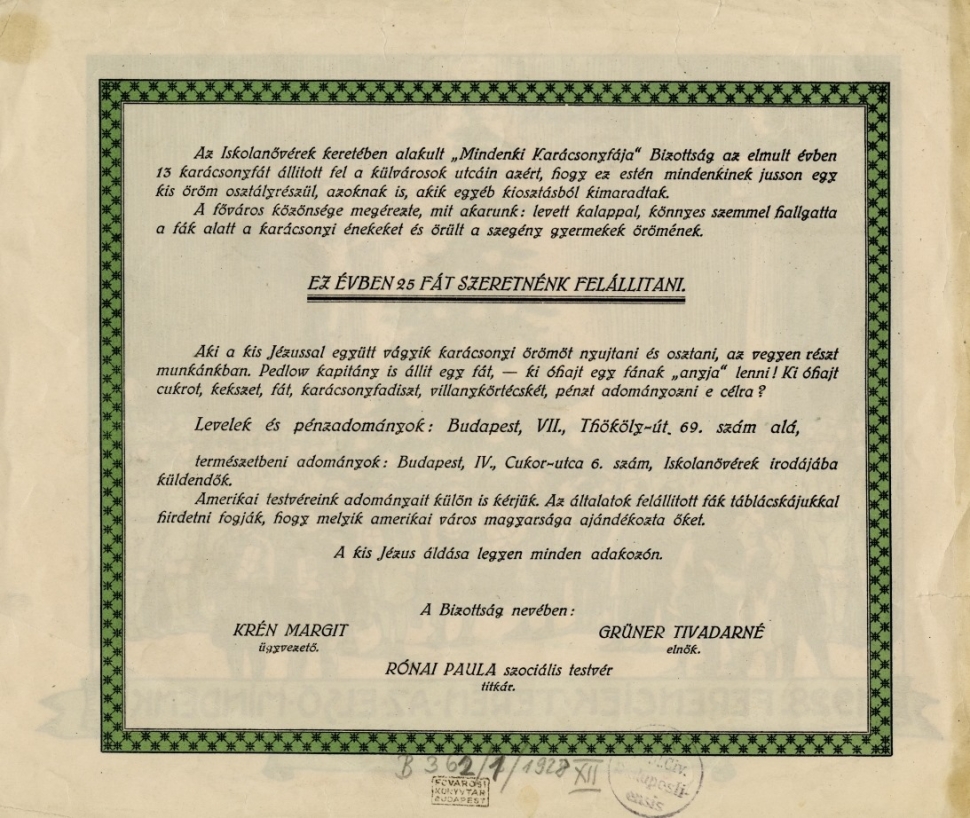 Az Iskolanővérek keretében alakult „Mindenki Karácsonyfája” Bizottság az elmult évben
13 karácsonyfát állitott fel a külvárosok utcáin azért, hogy ez estén mindenkinek jusson egy
kis öröm osztályrészül, azoknak is, akik egyéb kiosztásból kimaradtak.
A főváros közönsége megérezte, mit akarunk: levett kalappal, könnyes szemmel hallgatta
a fák alatt a karácsonyi énekeket és örült a szegény gyermekek örömének.
EZ ÉVBEN 25 FÁT SZERETNÉNK FELÁLLITANI.
Aki a kis Jézussal együtt vágyik karácsonyi örömöt nyujtani és osztani, az vegyen részt
munkánkban. Pedlow kapitány is állit egy fát, — ki óhajt egy fának „anyja” lenni! Ki óhajt
cukrot, kekszet, fát, karácsonyfadiszt, villanykörtécskét, pénzt adományozni e célra?
Levelek és pénzadományok: Budapest, VII., Thököly-út. 69. szám alá,
természetbeni adományok: Budapest, IV., Cukor-utca 6. szám, Iskolanővérek irodájába
küldendők.
Amerikai testvéreink adományait külön is kérjük. Az általatok felállitott fák táblácskájukkal
hirdetni fogják, hogy melyik amerikai város magyarsága ajándékozta őket.
A kis Jézus áldása legyen minden adakozón.
A Bizottság nevében:
KRÉN MARGIT GRÜNER TIVADARNÉ
ügyvezető. elnök.
RÓNAI PAULA szociális testvér
titkár.
B 362/1/1928 XII
FŐVÁROSI
KÖNYVTÁR
BUDAPEST
1928 FERENCIEK TERÉN AZ ELSŐ MINDENK